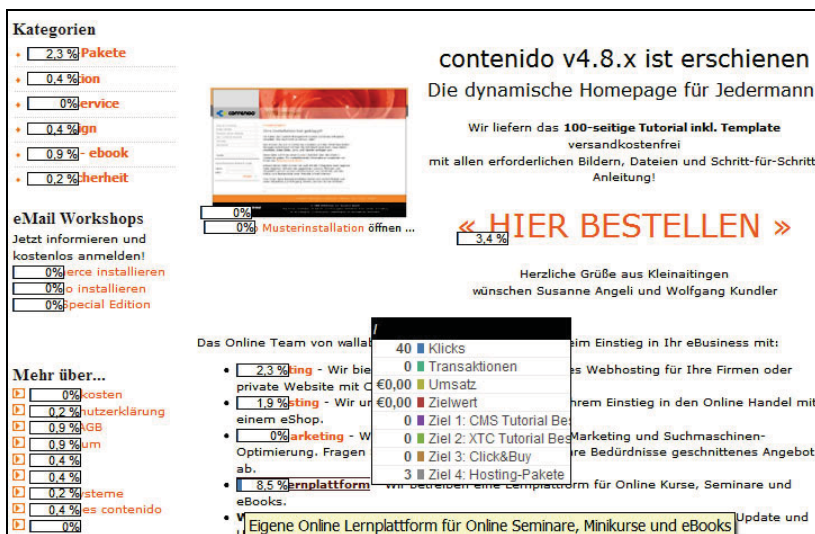 Kategorien
2,3 % Pakete
0,4 % ion
0% ervice
0,4 % ign
0,9 % - ebook
0,2 % cherheit
eMail Workshops
Jetzt informieren und
kostenlos anmelden!
0% erce installieren
0% o installieren
0% Special Edition
Mehr über...
0% kosten
0,2 % nutzerklärung
0,9 % AGB
0,9 % um
0,4 %
0,4 %
0,2 % ysteme
0,4 % es contenido
0%
contenido
0%
0% o Musterinstallation öffnen ...
contenido v4.8.x ist erschienen
Die dynamische Homepage für Jedermann
Wir liefern das 100-seitige Tutorial inkl. Template
versandkostenfrei
mit allen erforderlichen Bildern, Dateien und Schritt-für-Schritt
Anleitung!
« HIER BESTELLEN »
3,4 %
Herzliche Grüße aus Kleinaitingen
wünschen Susanne Angeli und Wolfgang Kundler
Das Online Team von walla eim Einstieg in Ihr eBusiness mit:
2,3 % ting - Wir bie es Webhosting für Ihre Firmen oder
private Website mit C
1,9 % sting - Wir un hrem Einstieg in den Online Handel mit
einem eShop.
0% arketing - W Marketing und Suchmaschinen-
Optimierung. Fragen re Bedürdnisse geschnittenes Angebot
ab.
8,5 % ernplattform - Wir betreiben eine Lernplattform für Online Kurse, Seminare und
eBooks.
Update und
/
40 Klicks
0 Transaktionen
€0,00 Umsatz
€0,00 Zielwert
0 Ziel 1: CMS Tutorial Bes
0 Ziel 2: XTC Tutorial Bes
0 Ziel 3: Click&Buy
3 Ziel 4: Hosting-Pakete
Eigene Online Lernplattform für Online Seminare, Minikurse und eBooks